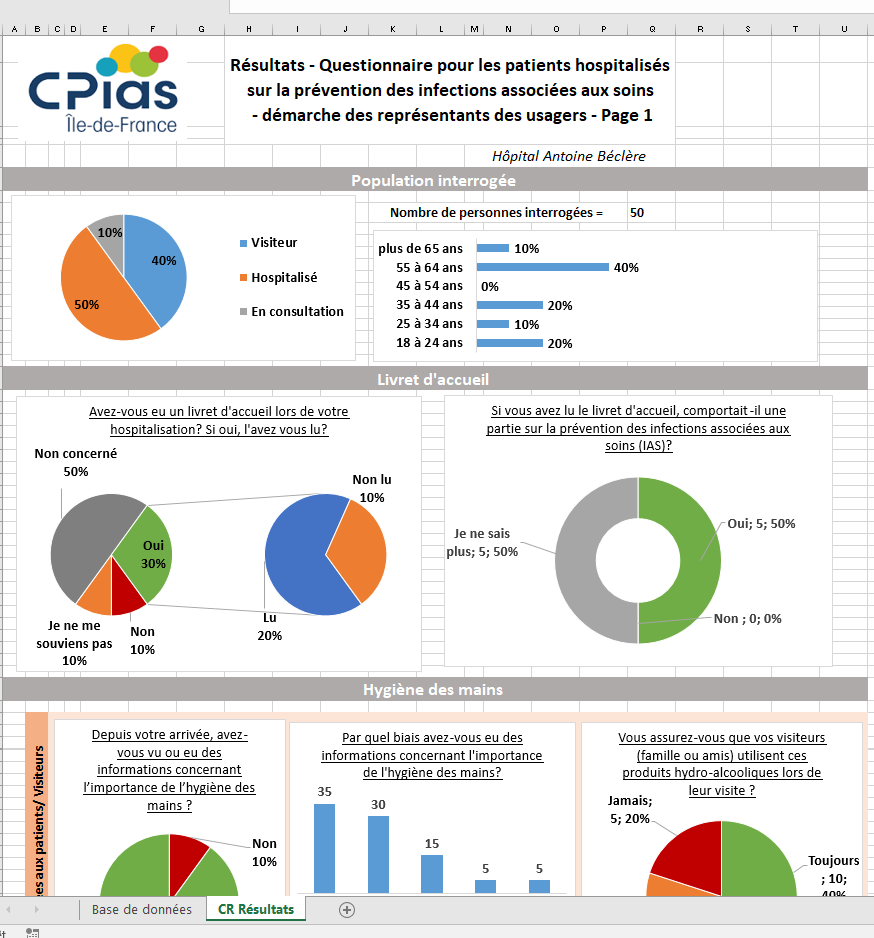 A B C D E F G H I J K L M N O P Q R S T U
CPias
Île-de-France
Résultats - Questionnaire pour les patients hospitalisés
sur la prévention des infections associées aux soins
- démarche des représentants des usagers - Page 1
Hôpital Antoine Béclère
Population interrogée
10%
40%
50%
Visiteur
Hospitalisé
En consultation
Nombre de personnes interrogées = 50
plus de 65 ans 10%
55 à 64 ans 40%
45 à 54 ans 0%
35 à 44 ans 20%
25 à 34 ans 10%
18 à 24 ans 20%
Livret d'accueil
Avez-vous eu un livret d'accueil lors de votre
hospitalisation? Si oui, l'avez vous lu?
Non concerné
50%
Oui
30%
Non
10%
Je ne me
souviens pas
10%
Non lu
10%
Lu
20%
Si vous avez lu le livret d'accueil, comportait-il une
partie sur la prévention des infections associées aux
soins (IAS)?
Je ne sais
plus; 5; 50%
Oui; 5; 50%
Non ; 0; 0%
Hygiène des mains
aux patients/ Visiteurs
Depuis votre arrivée, avez-
vous vu ou eu des
informations concernant
l'importance de l'hygiène des
mains ?
Non
10%
Par quel biais avez-vous eu des
informations concernant l'importance
de l'hygiène des mains?
35
30
15
5
5
Vous assurez-vous que vos visiteurs
(famille ou amis) utilisent ces
produits hydro-alcooliques lors de
leur visite ?
Jamais;
5; 20%
Toujours
; 10;
40%
Base de données
CR Résultats